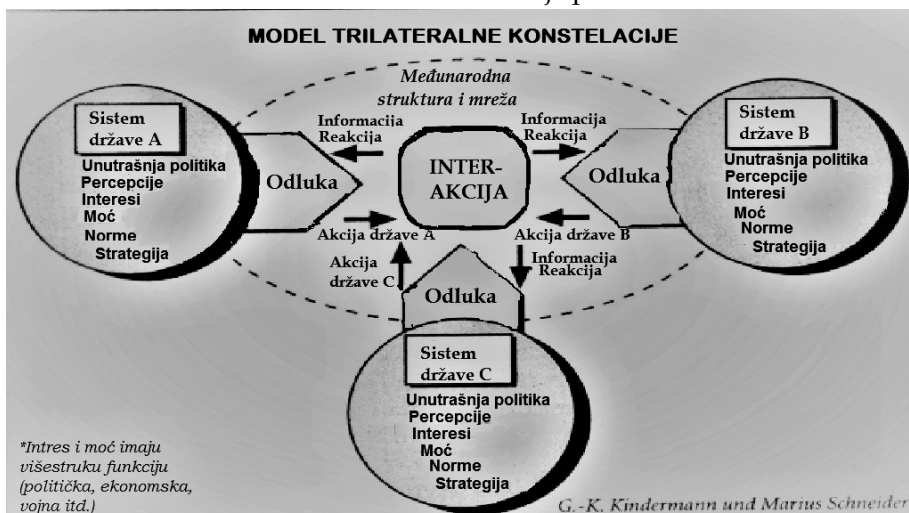 MODEL TRILATERALNE KONSTELACIJE
Međunarodna
struktura i mreža
Sistem
države A
Unutrašnja politika
Percepcije
Interesi
Moć
Norme
Strategija
Odluka
Informacija
Reakcija
Akcija države A
INTER-
AKCIJA
Informacija
Reakcija
Akcija države B
Odluka
Sistem
države B
Unutrašnja politika
Percepcije
Interesi
Moć
Norme
Strategija
Akcija
države C
Informacija
Reakcija
Odluka
Sistem
države C
Unutrašnja politika
Percepcije
Interesi
Moć
Norme
Strategija
*Intres i moć imaju
višestruku funkciju
(politička, ekonomska,
vojna itd.)
G.-K. Kindermann und Marius Schneider